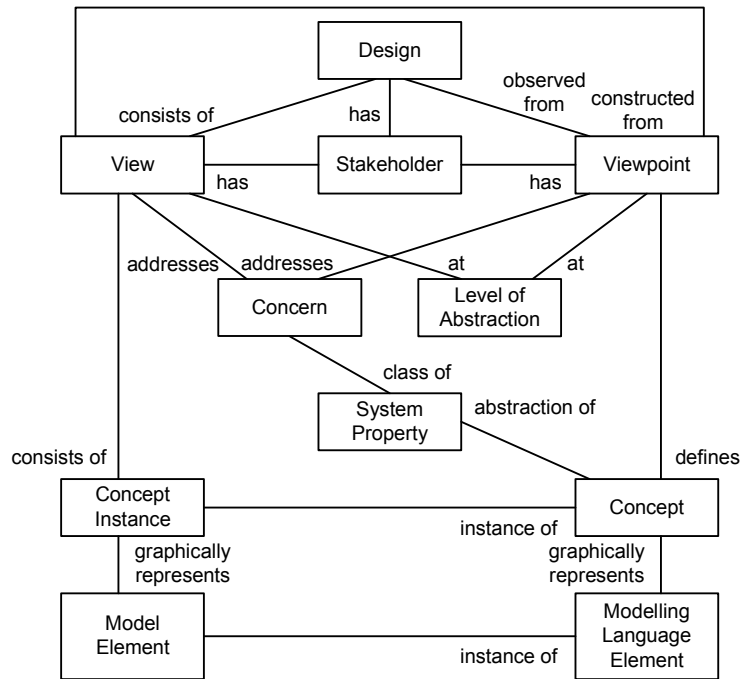 Design
observed
from
constructed
from
consists of
has
View
Stakeholder
Viewpoint
has
has
addresses
addresses
at
at
Concern
Level of
Abstraction
class of
System
Property
abstraction of
consists of
defines
Concept
Instance
Concept
instance of
graphically
represents
graphically
represents
Model
Element
Modelling
Language
Element
instance of